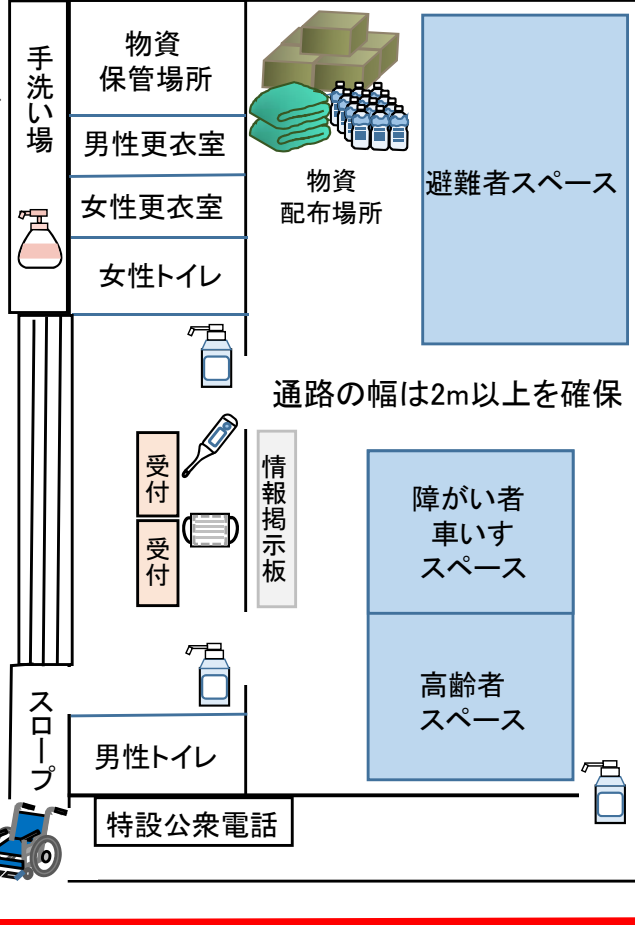 手洗い場
物資
保管場所
男性更衣室
女性更衣室
女性トイレ
物資
配布場所
避難者スペース
通路の幅は2m以上を確保
受付
受付
情報掲示板
障がい者
車いす
スペース
高齢者
スペース
スロープ
男性トイレ
特設公衆電話